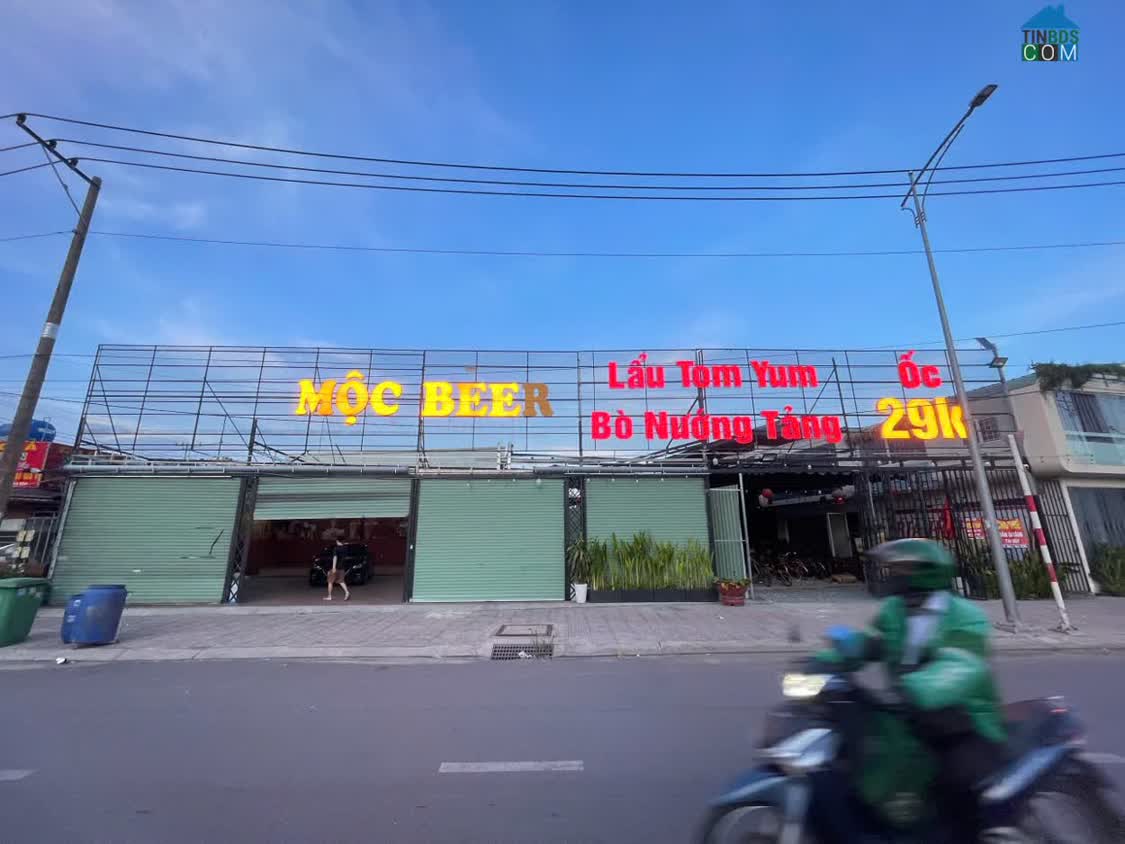 TINBDS
COM
MỘC BEER
Lẩu Tom Yum
Bò Nướng Tảng
Ốc
29k